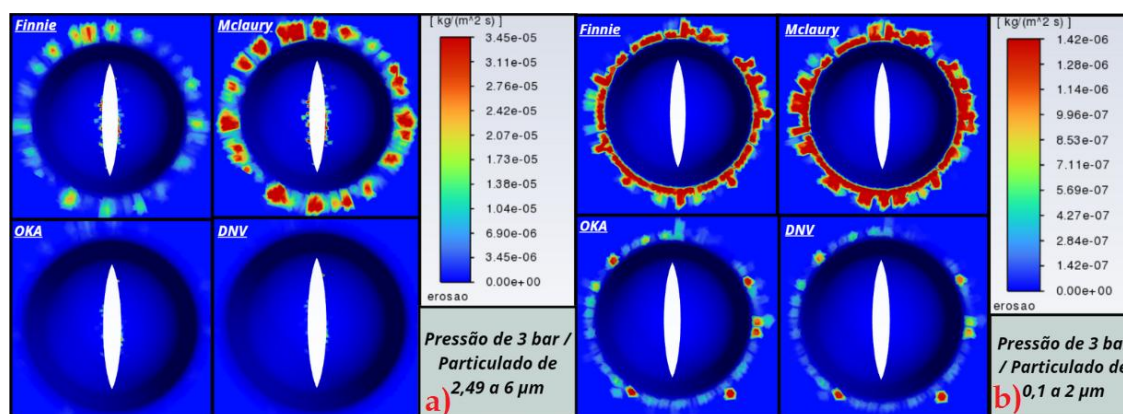 Finnie
Mclaury
OKA
DNV
[ kg/(m^2 s) ]
3.45e-05
3.11e-05
2.76e-05
2.42e-05
2.07e-05
1.73e-05
1.38e-05
1.04e-05
6.90e-06
3.45e-06
0.00e+00
erosao
Pressão de 3 bar /
Particulado de
2,49 a 6 µm
a)
Finnie
Mclaury
OKA
DNV
[ kg/(m^2 s) ]
1.42e-06
1.28e-06
1.14e-06
9.96e-07
8.53e-07
7.11e-07
5.69e-07
4.27e-07
2.84e-07
1.42e-07
0.00e+00
erosao
Pressão de 3 ba
/ Particulado de
0,1 a 2 µm
b)